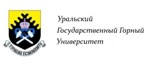 Уральский
Государственный Горный
Университет